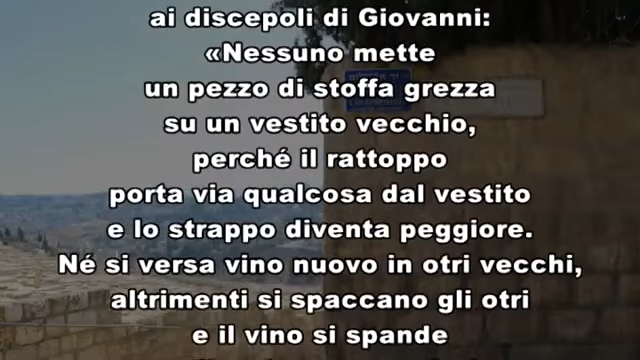 ai discepoli di Giovanni:
«Nessuno mette
un pezzo di stoffa grezza
su un vestito vecchio,
perché il rattoppo
porta via qualcosa dal vestito
e lo strappo diventa peggiore.
Né si versa vino nuovo in otri vecchi,
altrimenti si spaccano gli otri
e il vino si spande